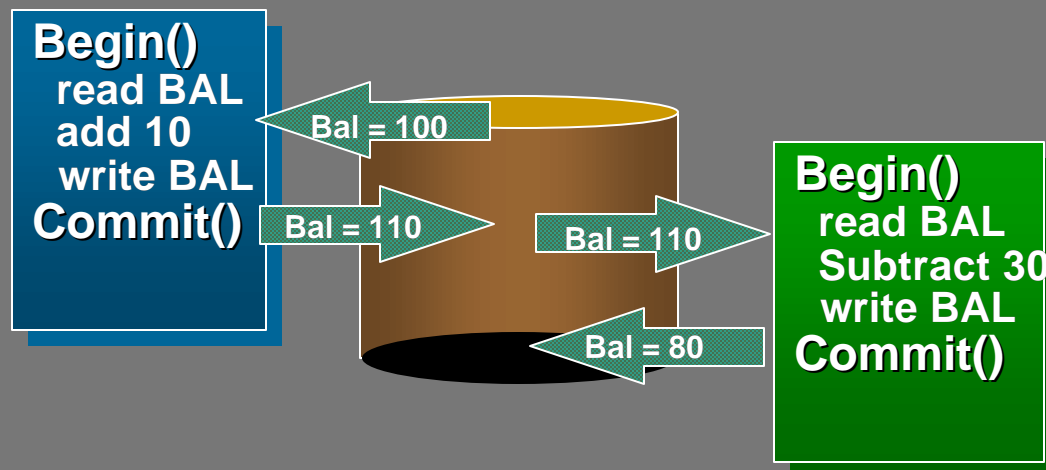 Begin()
read BAL
add 10
write BAL
Commit()
Bal = 100
Bal = 110
Bal = 110
Bal = 80
Begin()
read BAL
Subtract 30
write BAL
Commit()